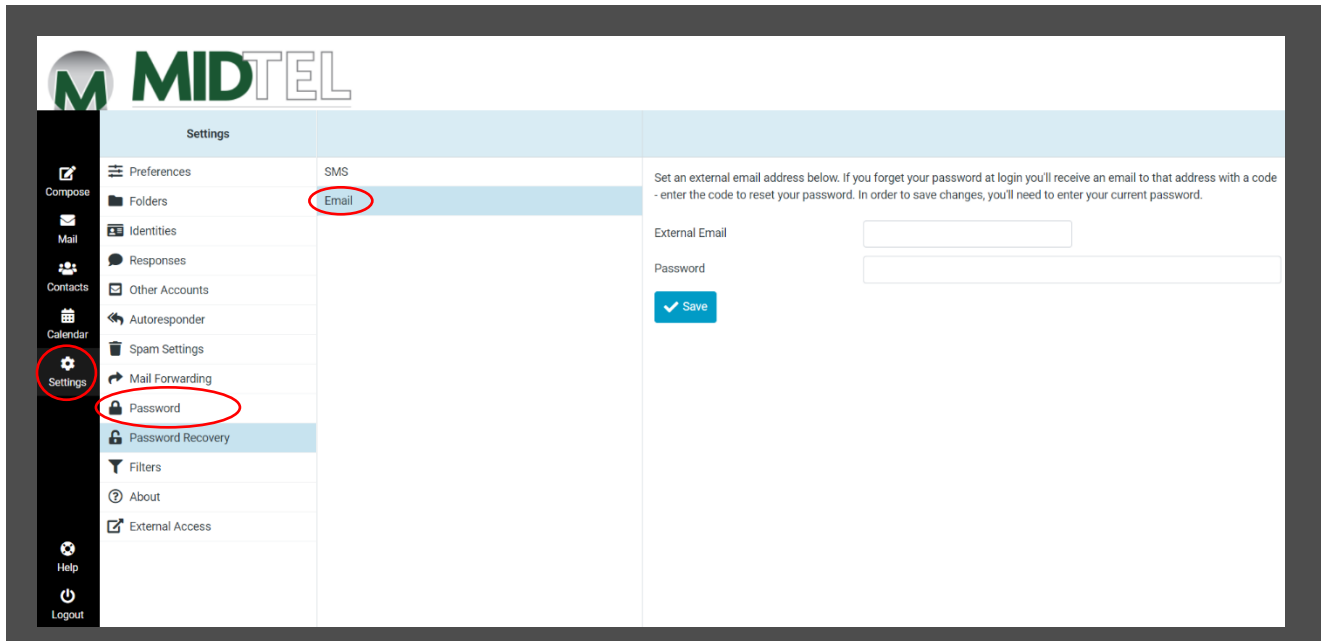 M MIDTEL
Settings
Compose
Mail
Contacts
Calendar
Settings
Help
Logout
Preferences
Folders
Identities
Responses
Other Accounts
Autoresponder
Spam Settings
Mail Forwarding
Password
Password Recovery
Filters
About
External Access
SMS
Email
Set an external email address below. If you forget your password at login you'll receive an email to that address with a code
- enter the code to reset your password. In order to save changes, you'll need to enter your current password.
External Email
Password
Save